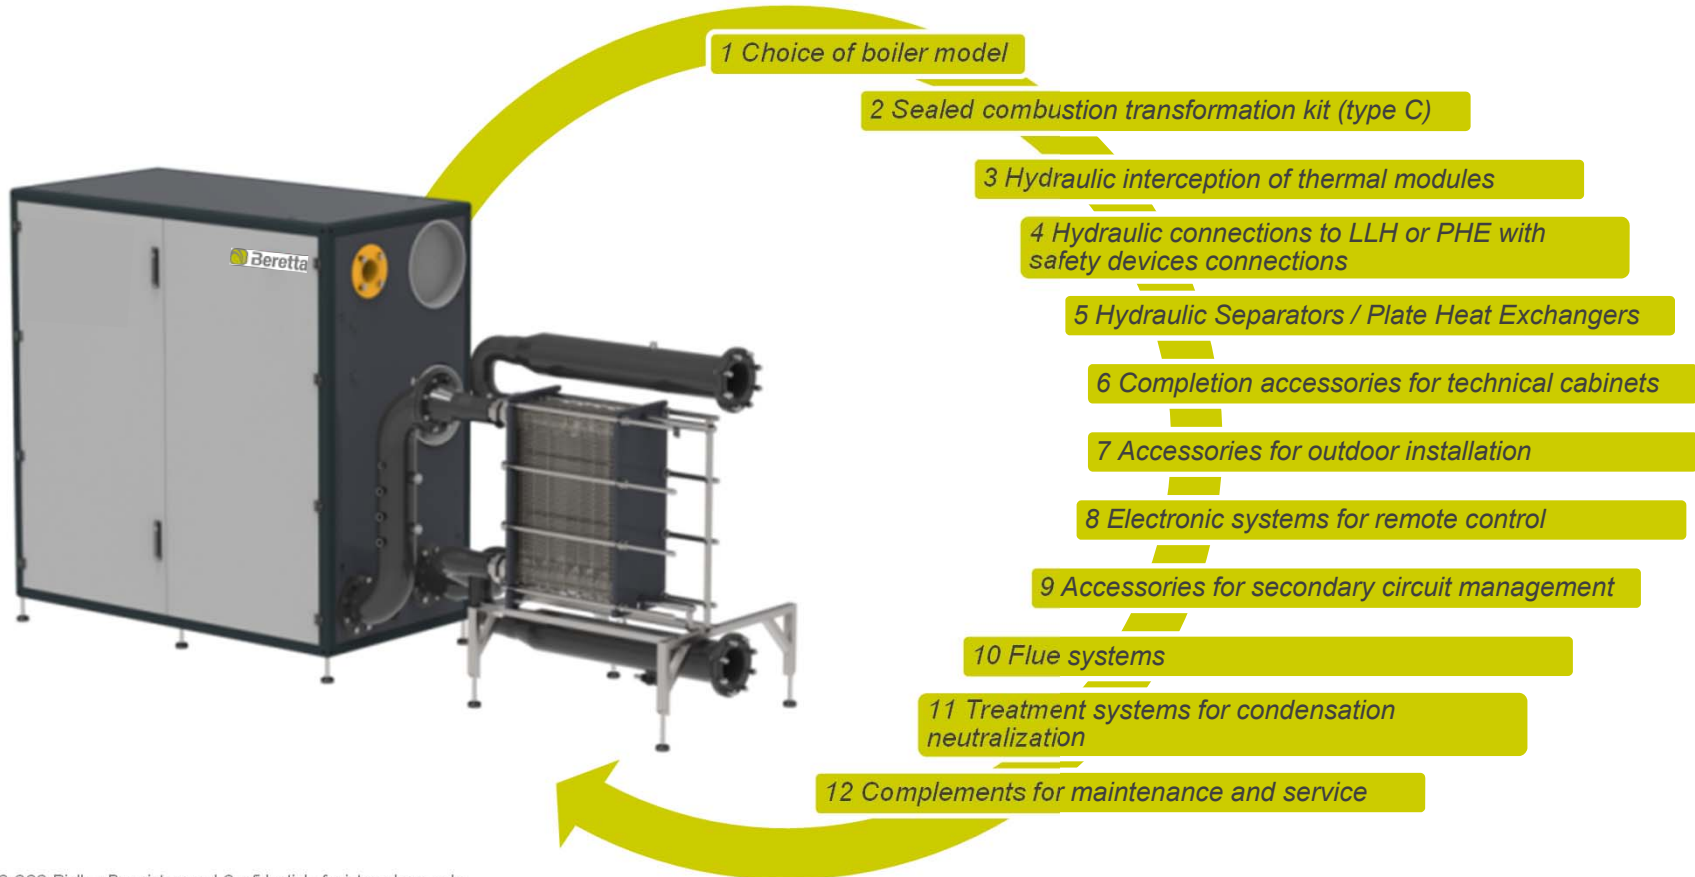 1 Choice of boiler model
2 Sealed combustion transformation kit (type C)
3 Hydraulic interception of thermal modules
4 Hydraulic connections to LLH or PHE with
safety devices connections
5 Hydraulic Separators / Plate Heat Exchangers
6 Completion accessories for technical cabinets
7 Accessories for outdoor installation
8 Electronic systems for remote control
9 Accessories for secondary circuit management
10 Flue systems
11 Treatment systems for condensation
neutralization
12 Complements for maintenance and service
Beretta